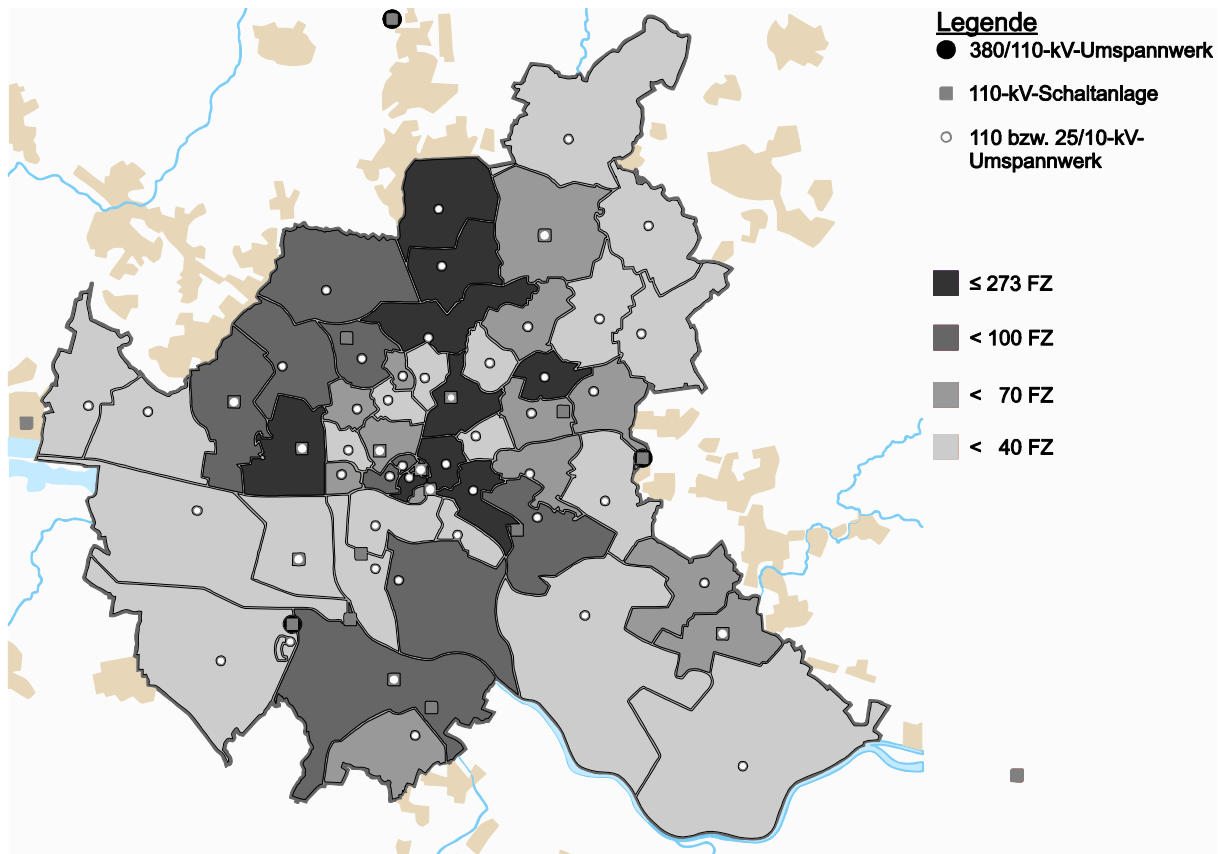 Legende
380/110-kV-Umspannwerk
110-kV-Schaltanlage
110 bzw. 25/10-kV-
Umspannwerk
≤ 273 FZ
< 100 FZ
< 70 FZ
< 40 FZ